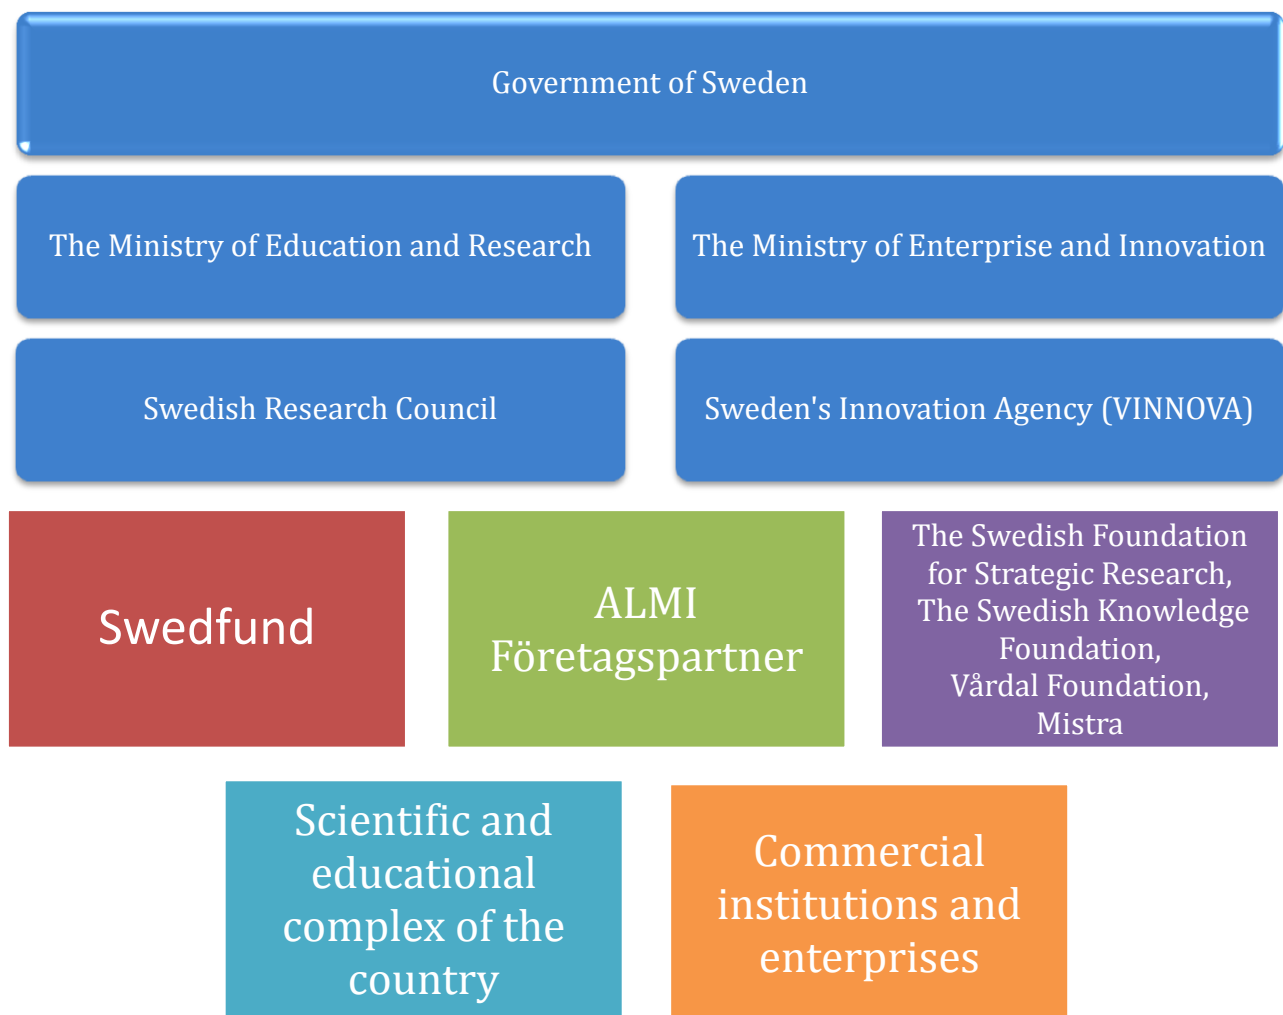 Government of Sweden
The Ministry of Education and Research
The Ministry of Enterprise and Innovation
Swedish Research Council
Sweden's Innovation Agency (VINNOVA)
Swedfund
ALMI
Företagspartner
The Swedish Foundation
for Strategic Research,
The Swedish Knowledge
Foundation,
Vårdal Foundation,
Mistra
Scientific and
educational
complex of the
country
Commercial
institutions and
enterprises